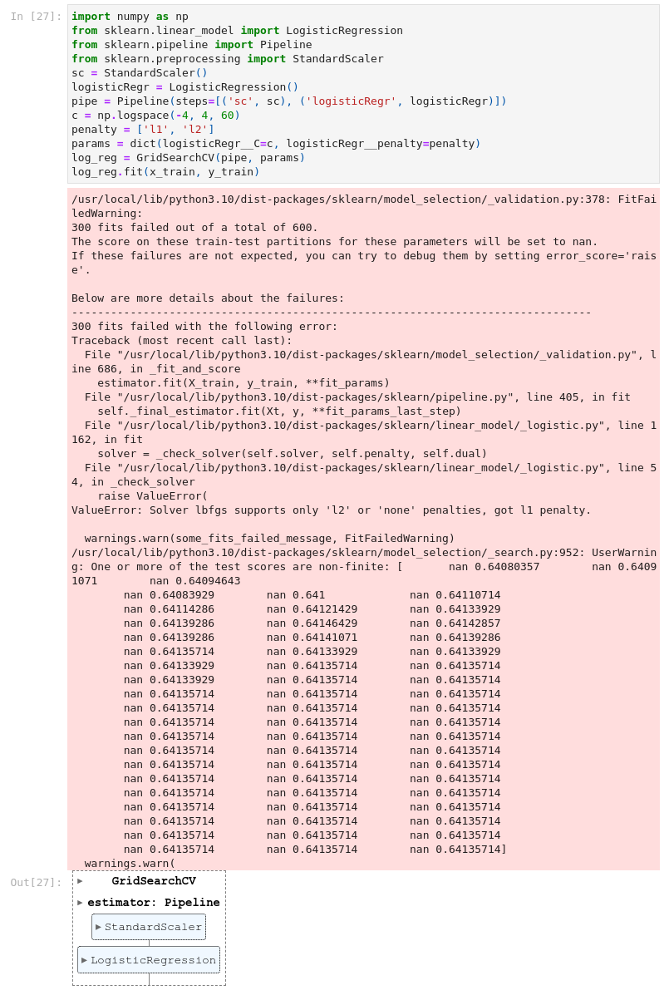 In [27]:
import numpy as np
from sklearn.linear_model import LogisticRegression
from sklearn.pipeline import Pipeline
from sklearn.preprocessing import StandardScaler
sc = StandardScaler()
logisticRegr = LogisticRegression()
pipe = Pipeline(steps=[('sc', sc), ('logisticRegr', logisticRegr)])
c = np.logspace(-4, 4, 60)
penalty = ['l1', 'l2']
params = dict(logisticRegr__C=c, logisticRegr__penalty=penalty)
log_reg = GridSearchCV(pipe, params)
log_reg.fit(x_train, y_train)
/usr/local/lib/python3.10/dist-packages/sklearn/model_selection/_validation.py:378: FitFai
ledWarning:
300 fits failed out of a total of 600.
The score on these train-test partitions for these parameters will be set to nan.
If these failures are not expected, you can try to debug them by setting error_score='rais
e'.
Below are more details about the failures:
--------------------------------------------------------------------------------
300 fits failed with the following error:
Traceback (most recent call last):
  File "/usr/local/lib/python3.10/dist-packages/sklearn/model_selection/_validation.py", l
ine 686, in _fit_and_score
    estimator.fit(X_train, y_train, **fit_params)
  File "/usr/local/lib/python3.10/dist-packages/sklearn/pipeline.py", line 405, in fit
    self._final_estimator.fit(Xt, y, **fit_params_last_step)
  File "/usr/local/lib/python3.10/dist-packages/sklearn/linear_model/_logistic.py", line 1
162, in fit
    solver = _check_solver(self.solver, self.penalty, self.dual)
  File "/usr/local/lib/python3.10/dist-packages/sklearn/linear_model/_logistic.py", line 5
4, in _check_solver
    raise ValueError(
ValueError: Solver lbfgs supports only 'l2' or 'none' penalties, got l1 penalty.
  warnings.warn(some_fits_failed_message, FitFailedWarning)
/usr/local/lib/python3.10/dist-packages/sklearn/model_selection/_search.py:952: UserWarnin
g: One or more of the test scores are non-finite: [       nan 0.64080357        nan 0.6409
1071        nan 0.64094643
        nan 0.64083929        nan 0.641             nan 0.64110714
        nan 0.64114286        nan 0.64121429        nan 0.64133929
        nan 0.64139286        nan 0.64146429        nan 0.64142857
        nan 0.64139286        nan 0.64141071        nan 0.64139286
        nan 0.64135714        nan 0.64133929        nan 0.64133929
        nan 0.64133929        nan 0.64135714        nan 0.64135714
        nan 0.64133929        nan 0.64135714        nan 0.64135714
        nan 0.64135714        nan 0.64135714        nan 0.64135714
        nan 0.64135714        nan 0.64135714        nan 0.64135714
        nan 0.64135714        nan 0.64135714        nan 0.64135714
        nan 0.64135714        nan 0.64135714        nan 0.64135714
        nan 0.64135714        nan 0.64135714        nan 0.64135714
        nan 0.64135714        nan 0.64135714        nan 0.64135714
        nan 0.64135714        nan 0.64135714        nan 0.64135714
        nan 0.64135714        nan 0.64135714        nan 0.64135714
        nan 0.64135714        nan 0.64135714        nan 0.64135714
        nan 0.64135714        nan 0.64135714        nan 0.64135714
        nan 0.64135714        nan 0.64135714        nan 0.64135714
        nan 0.64135714        nan 0.64135714        nan 0.64135714]
  warnings.warn(
Out[27]:
GridSearchCV
estimator: Pipeline
StandardScaler
LogisticRegression